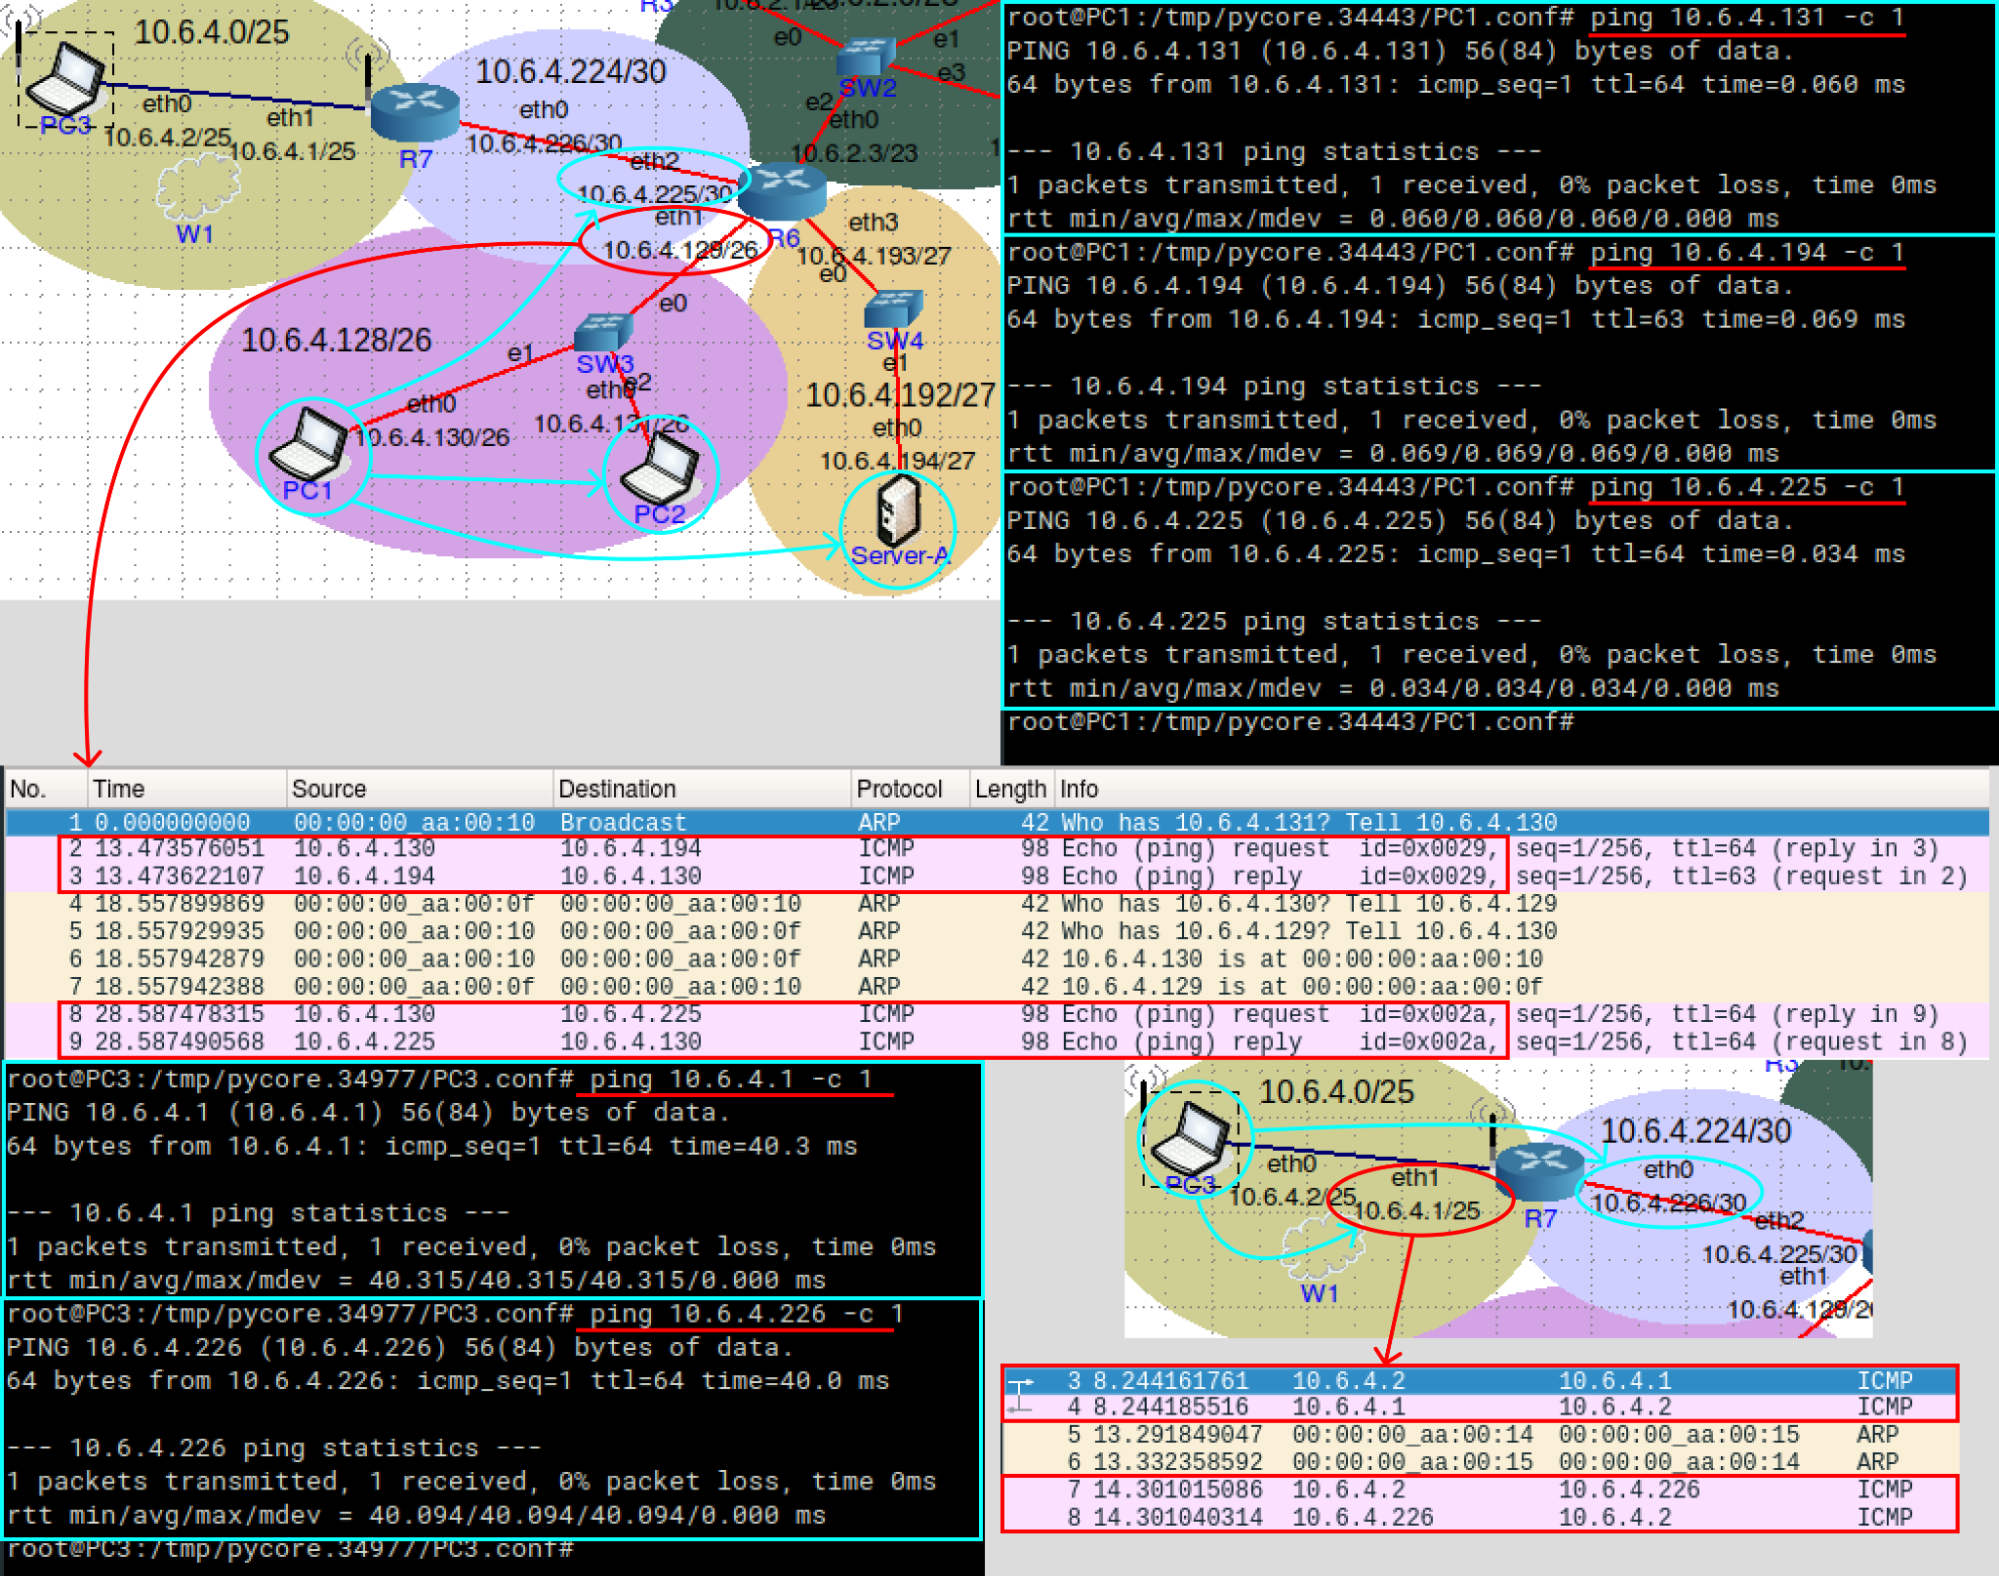 10.6.4.0/25
PC3
eth0
10.6.4.2/25
eth1
10.6.4.1/25
W1
R7
10.6.4.224/30
eth0
10.6.4.226/30
eth2
10.6.4.225/30
eth1
10.6.4.129/26
R6
R3
e0
e1
e3
SW2
e2
eth0
10.6.2.3/23
eth3
10.6.4.193/27
e0
SW4
e1
10.6.4.192/27
eth0
10.6.4.194/27
Server-A
10.6.4.128/26
e0
e1
SW3
e2
eth0
eth0
10.6.4.130/26
10.6.4.131/26
PC1
PC2
root@PC1:/tmp/pycore.34443/PC1.conf# ping 10.6.4.131 -c 1
PING 10.6.4.131 (10.6.4.131) 56(84) bytes of data.
64 bytes from 10.6.4.131: icmp_seq=1 ttl=64 time=0.060 ms
--- 10.6.4.131 ping statistics ---
1 packets transmitted, 1 received, 0% packet loss, time 0ms
rtt min/avg/max/mdev = 0.060/0.060/0.060/0.000 ms
root@PC1:/tmp/pycore.34443/PC1.conf# ping 10.6.4.194 -c 1
PING 10.6.4.194 (10.6.4.194) 56(84) bytes of data.
64 bytes from 10.6.4.194: icmp_seq=1 ttl=63 time=0.069 ms
--- 10.6.4.194 ping statistics ---
1 packets transmitted, 1 received, 0% packet loss, time 0ms
rtt min/avg/max/mdev = 0.069/0.069/0.069/0.000 ms
root@PC1:/tmp/pycore.34443/PC1.conf# ping 10.6.4.225 -c 1
PING 10.6.4.225 (10.6.4.225) 56(84) bytes of data.
64 bytes from 10.6.4.225: icmp_seq=1 ttl=64 time=0.034 ms
--- 10.6.4.225 ping statistics ---
1 packets transmitted, 1 received, 0% packet loss, time 0ms
rtt min/avg/max/mdev = 0.034/0.034/0.034/0.000 ms
root@PC1:/tmp/pycore.34443/PC1.conf#
No. Time Source Destination Protocol Length Info
1 0.000000000 00:00:00_aa:00:10 Broadcast ARP 42 Who has 10.6.4.131? Tell 10.6.4.130
2 13.473576051 10.6.4.130 10.6.4.194 ICMP 98 Echo (ping) request id=0x0029, seq=1/256, ttl=64 (reply in 3)
3 13.473622107 10.6.4.194 10.6.4.130 ICMP 98 Echo (ping) reply id=0x0029, seq=1/256, ttl=63 (request in 2)
4 18.557899869 00:00:00_aa:00:0f 00:00:00_aa:00:10 ARP 42 Who has 10.6.4.130? Tell 10.6.4.129
5 18.557929935 00:00:00_aa:00:10 00:00:00_aa:00:0f ARP 42 Who has 10.6.4.129? Tell 10.6.4.130
6 18.557942879 00:00:00_aa:00:10 00:00:00_aa:00:0f ARP 42 10.6.4.130 is at 00:00:00:aa:00:10
7 18.557942388 00:00:00_aa:00:0f 00:00:00_aa:00:10 ARP 42 10.6.4.129 is at 00:00:00:aa:00:0f
8 28.587478315 10.6.4.130 10.6.4.225 ICMP 98 Echo (ping) request id=0x002a, seq=1/256, ttl=64 (reply in 9)
9 28.587490568 10.6.4.225 10.6.4.130 ICMP 98 Echo (ping) reply id=0x002a, seq=1/256, ttl=64 (request in 8)
root@PC3:/tmp/pycore.34977/PC3.conf# ping 10.6.4.1 -c 1
PING 10.6.4.1 (10.6.4.1) 56(84) bytes of data.
64 bytes from 10.6.4.1: icmp_seq=1 ttl=64 time=40.3 ms
--- 10.6.4.1 ping statistics ---
1 packets transmitted, 1 received, 0% packet loss, time 0ms
rtt min/avg/max/mdev = 40.315/40.315/40.315/0.000 ms
root@PC3:/tmp/pycore.34977/PC3.conf# ping 10.6.4.226 -c 1
PING 10.6.4.226 (10.6.4.226) 56(84) bytes of data.
64 bytes from 10.6.4.226: icmp_seq=1 ttl=64 time=40.0 ms
--- 10.6.4.226 ping statistics ---
1 packets transmitted, 1 received, 0% packet loss, time 0ms
rtt min/avg/max/mdev = 40.094/40.094/40.094/0.000 ms
root@PC3:/tmp/pycore.34977/PC3.conf#
R3
10.6.4.0/25
PC3
eth0
10.6.4.2/25
eth1
10.6.4.1/25
W1
R7
10.6.4.224/30
eth0
10.6.4.226/30
eth2
10.6.4.225/30
eth1
10.6.4.129/26
3 8.244161761 10.6.4.2 10.6.4.1 ICMP
4 8.244185516 10.6.4.1 10.6.4.2 ICMP
5 13.291849047 00:00:00_aa:00:14 00:00:00_aa:00:15 ARP
6 13.332358592 00:00:00_aa:00:15 00:00:00_aa:00:14 ARP
7 14.301015086 10.6.4.2 10.6.4.226 ICMP
8 14.301040314 10.6.4.226 10.6.4.2 ICMP